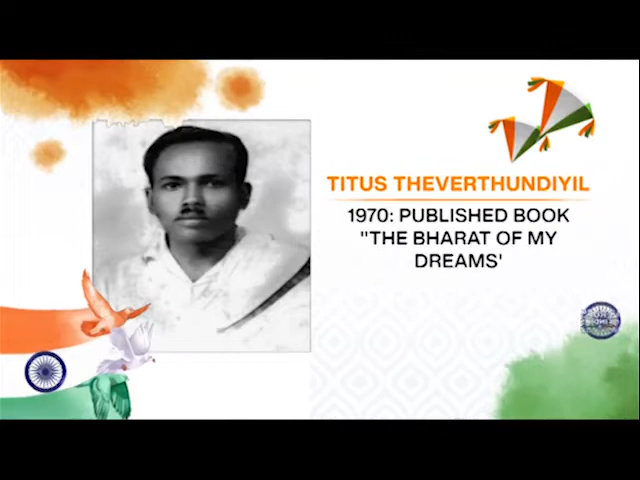 TITUS THEVERTHUNDIYIL
1970: PUBLISHED BOOK
"THE BHARAT OF MY
DREAMS'